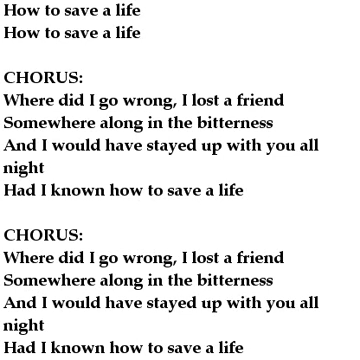 How to save a life
How to save a life
CHORUS:
Where did I go wrong, I lost a friend
Somewhere along in the bitterness
And I would have stayed up with you all
night
Had I known how to save a life
CHORUS:
Where did I go wrong, I lost a friend
Somewhere along in the bitterness
And I would have stayed up with you all
night
Had I known how to save a life